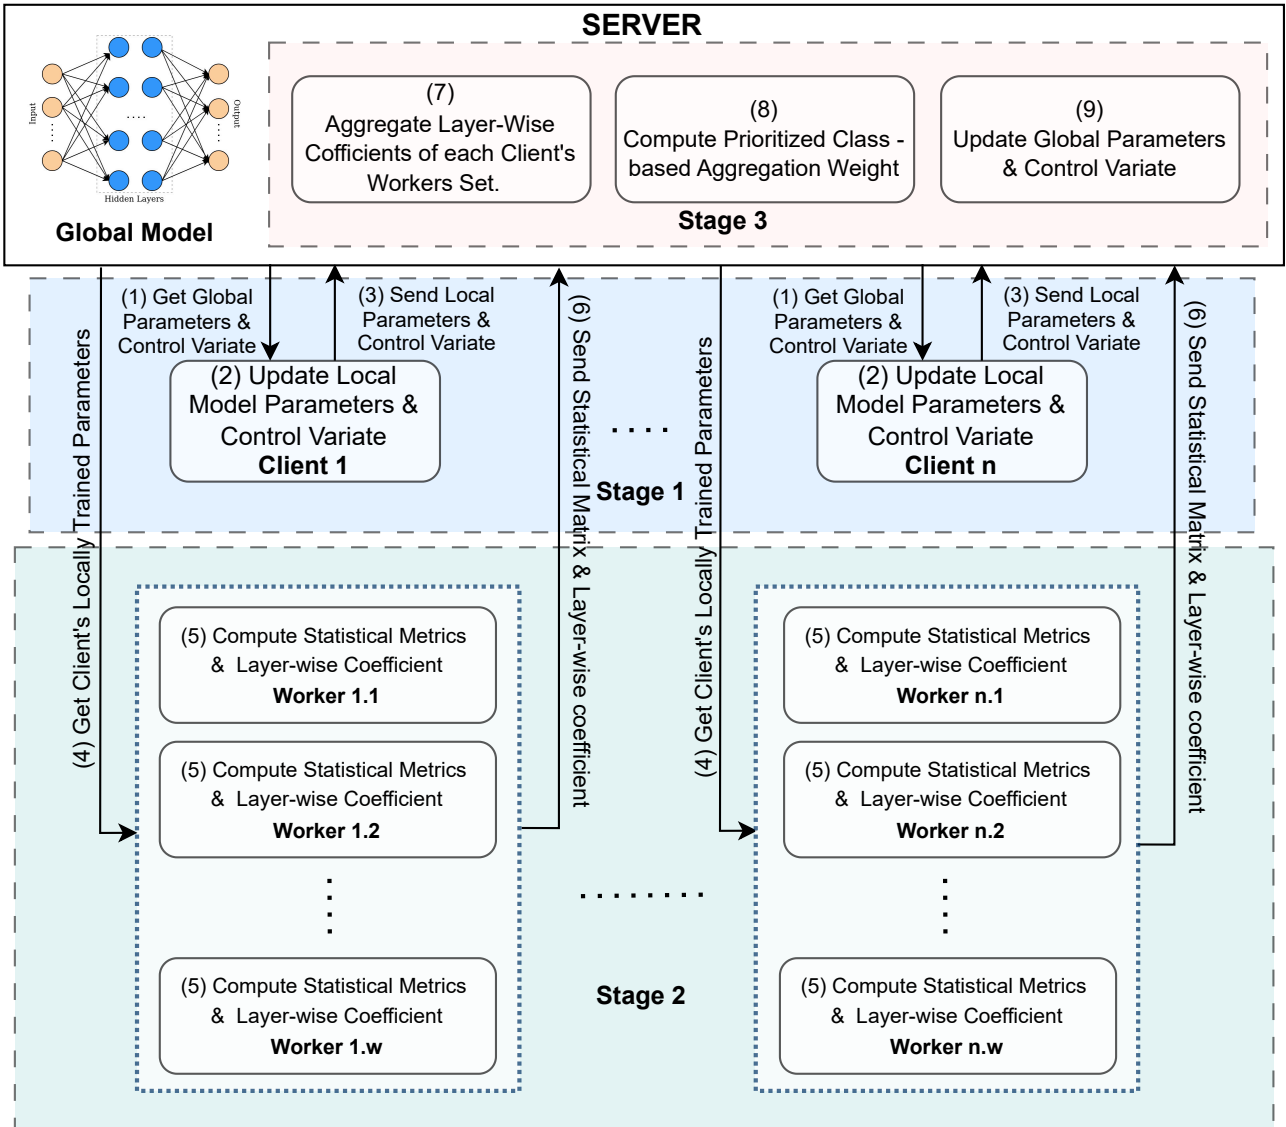 SERVER
Input
Output
Hidden Layers
Global Model
(7)
Aggregate Layer-Wise
Cofficients of each Client's
Workers Set.
(8)
Compute Prioritized Class -
based Aggregation Weight
(9)
Update Global Parameters
& Control Variate
Stage 3
(1) Get Global
Parameters &
Control Variate
(3) Send Local
Parameters &
Control Variate
(2) Update Local
Model Parameters &
Control Variate
Client 1
(4) Get Client's Locally Trained Parameters
(6) Send Statistical Matrix & Layer-wise coefficient
(1) Get Global
Parameters &
Control Variate
(3) Send Local
Parameters &
Control Variate
(2) Update Local
Model Parameters &
Control Variate
Client n
(4) Get Client's Locally Trained Parameters
(6) Send Statistical Matrix & Layer-wise coefficient
Stage 1
(5) Compute Statistical Metrics
& Layer-wise Coefficient
Worker 1.1
(5) Compute Statistical Metrics
& Layer-wise Coefficient
Worker 1.2
(5) Compute Statistical Metrics
& Layer-wise Coefficient
Worker 1.w
(5) Compute Statistical Metrics
& Layer-wise Coefficient
Worker n.1
(5) Compute Statistical Metrics
& Layer-wise Coefficient
Worker n.2
(5) Compute Statistical Metrics
& Layer-wise Coefficient
Worker n.w
Stage 2